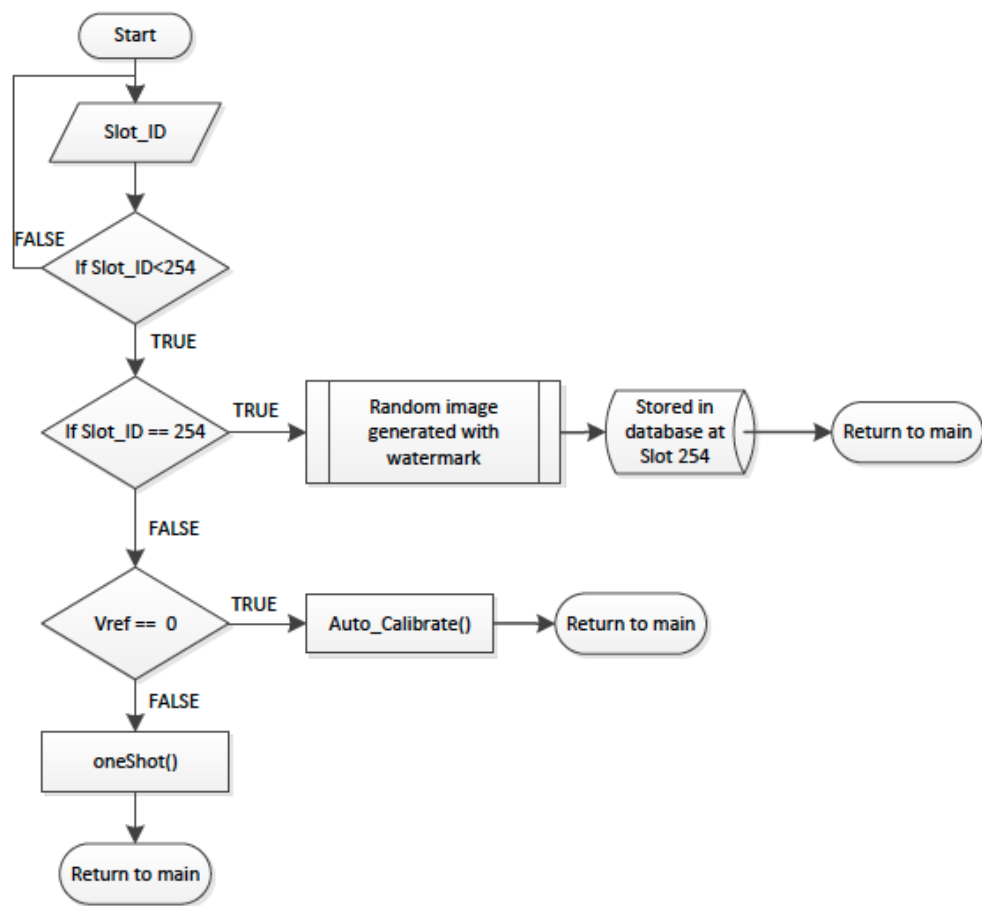 Start
Slot_ID
FALSE
If Slot_ID<254
TRUE
If Slot_ID == 254
TRUE
Random image
generated with
watermark
Stored in
database at
Slot 254
Return to main
FALSE
Vref == 0
TRUE
Auto_Calibrate()
Return to main
FALSE
oneShot()
Return to main